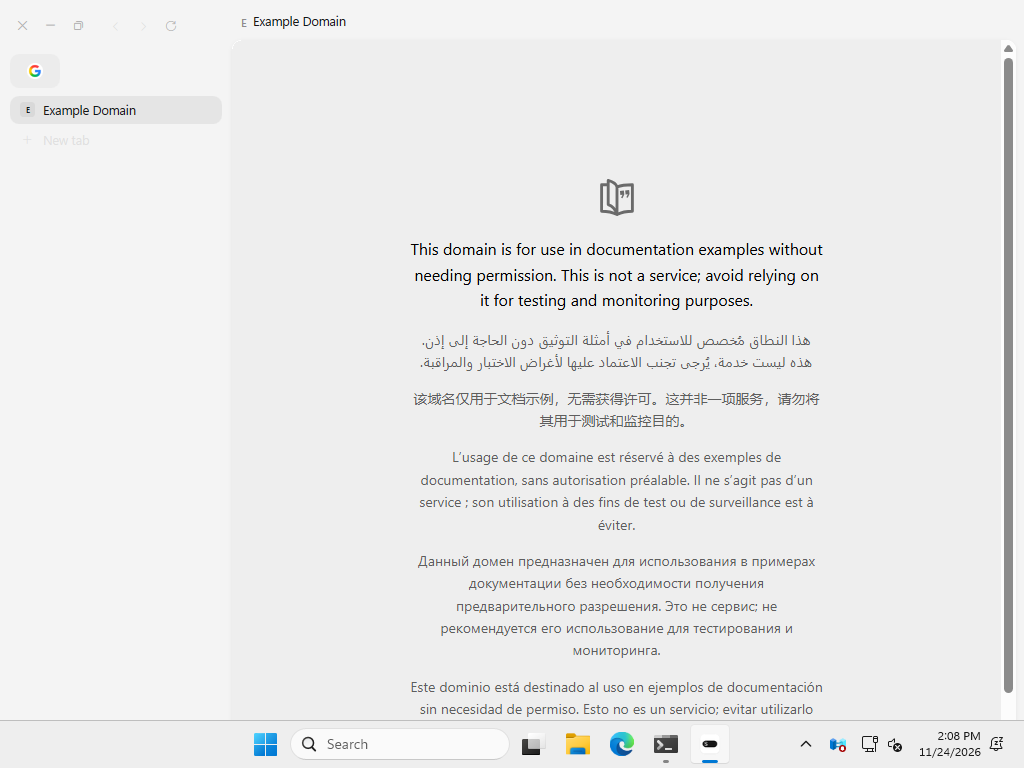 E Example Domain
E Example Domain
+ New tab
This domain is for use in documentation examples without
needing permission. This is not a service; avoid relying on
it for testing and monitoring purposes.
هذا النطاق مُخصص للاستخدام في أمثلة التوثيق دون الحاجة إلى إذن.
هذه ليست خدمة، يُرجى تجنب الاعتماد عليها لأغراض الاختبار والمراقبة.
该域名仅用于文档示例，无需获得许可。这并非一项服务，请勿将
其用于测试和监控目的。
L’usage de ce domaine est réservé à des exemples de
documentation, sans autorisation préalable. Il ne s’agit pas d’un
service ; son utilisation à des fins de test ou de surveillance est à
éviter.
Данный домен предназначен для использования в примерах
документации без необходимости получения
предварительного разрешения. Это не сервис; не
рекомендуется его использование для тестирования и
мониторинга.
Este dominio está destinado al uso en ejemplos de documentación
sin necesidad de permiso. Esto no es un servicio; evitar utilizarlo
Search
2:08 PM
11/24/2026